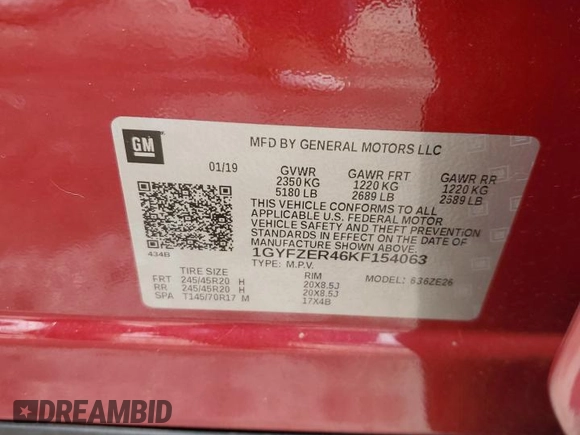 GM
MFD BY GENERAL MOTORS LLC
01/19 GVWR GAWR FRT GAWR RR
2350 KG 1220 KG 1220 KG
5180 LB 2689 LB 2689 LB
THIS VEHICLE CONFORMS TO ALL
APPLICABLE U.S. FEDERAL MOTOR
VEHICLE SAFETY AND THEFT PREVENTION
STANDARDS IN EFFECT ON THE DATE OF
MANUFACTURE SHOWN ABOVE.
434B 1GYFZER46KF154063
TYPE: M.P.V. MODEL: 636ZE26
TIRE SIZE RIM
FRT 245/45R20 H 20X8.5J
RR 245/45R20 H 20X8.5J
SPA T145/70R17 M 17X4B
DREAMBID